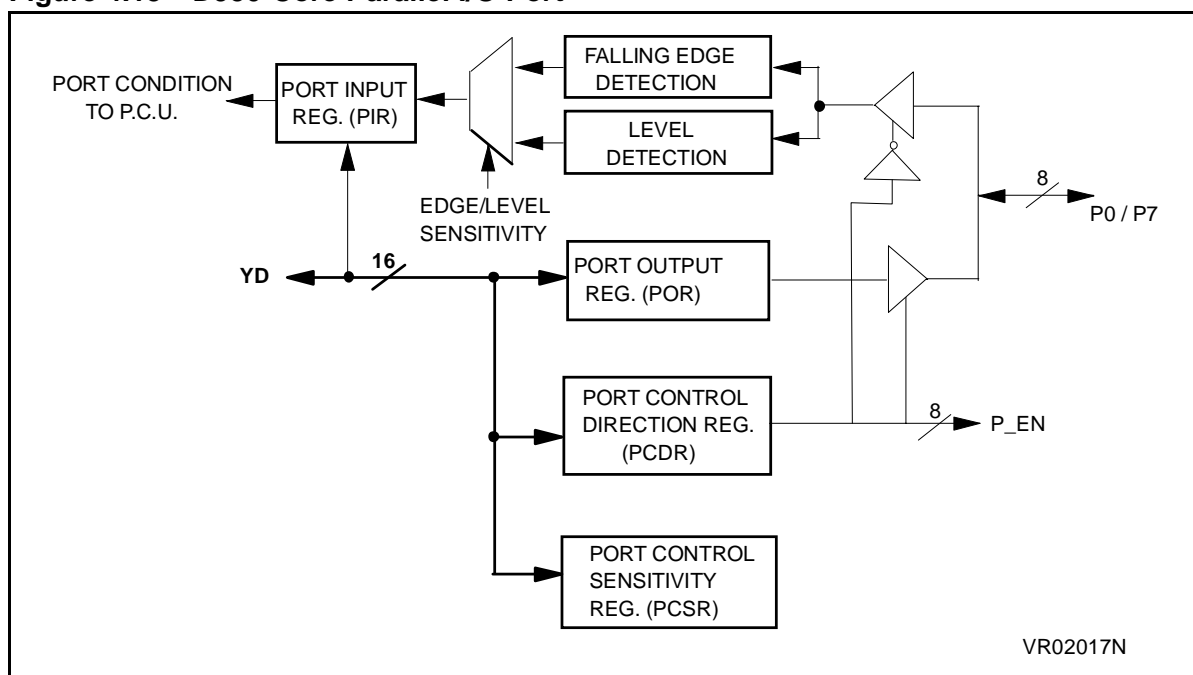 FALLING EDGE
DETECTION
PORT CONDITION
TO P.C.U.
PORT INPUT
REG. (PIR)
LEVEL
DETECTION
EDGE/LEVEL
SENSITIVITY
8
P0 / P7
YD
16
PORT OUTPUT
REG. (POR)
PORT CONTROL
DIRECTION REG.
(PCDR)
8
P_EN
PORT CONTROL
SENSITIVITY
REG. (PCSR)
VR02017N